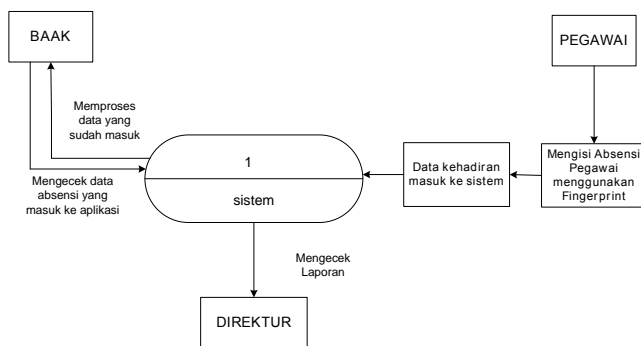 BAAK
PEGAWAI
Memproses
data yang
sudah masuk
1
sistem
Data kehadiran
masuk ke sistem
Mengisi Absensi
Pegawai
menggunakan
Fingerprint
Mengecek data
absensi yang
masuk ke aplikasi
Mengecek
Laporan
DIREKTUR